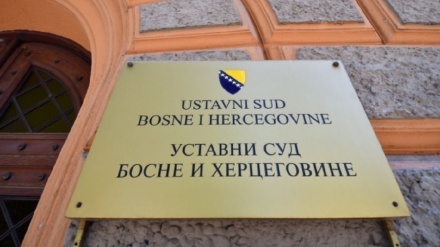 USTAVNI SUD
BOSNE I HERCEGOVINE
УСТАВНИ СУД
БОСНЕ И ХЕРЦЕГОВИНЕ